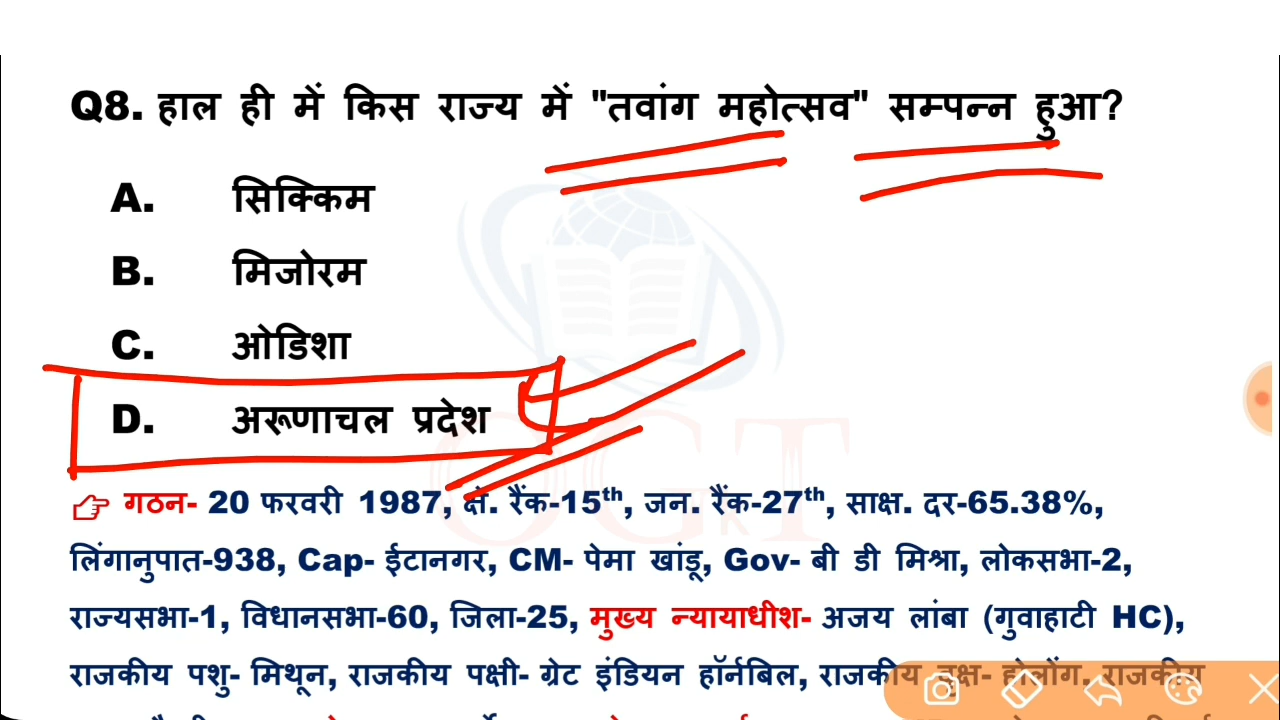 Q8. हाल ही में किस राज्य में "तवांग महोत्सव" सम्पन्न हुआ?
A. सिक्किम
B. मिजोरम
C. ओडिशा
D. अरूणाचल प्रदेश
OGT
गठन- 20 फरवरी 1987, क्षे. रैंक-15th, जन. रैंक-27th, साक्ष. दर-65.38%,
लिंगानुपात-938, Cap- ईटानगर, CM- पेमा खांडू, Gov- बी डी मिश्रा, लोकसभा-2,
राज्यसभा-1, विधानसभा-60, जिला-25, मुख्य न्यायाधीश- अजय लांबा (गुवाहाटी HC),
राजकीय पशु- मिथून, राजकीय पक्षी- ग्रेट इंडियन हॉर्नबिल, राजकीय वृक्ष- होलोंग, राजकीय